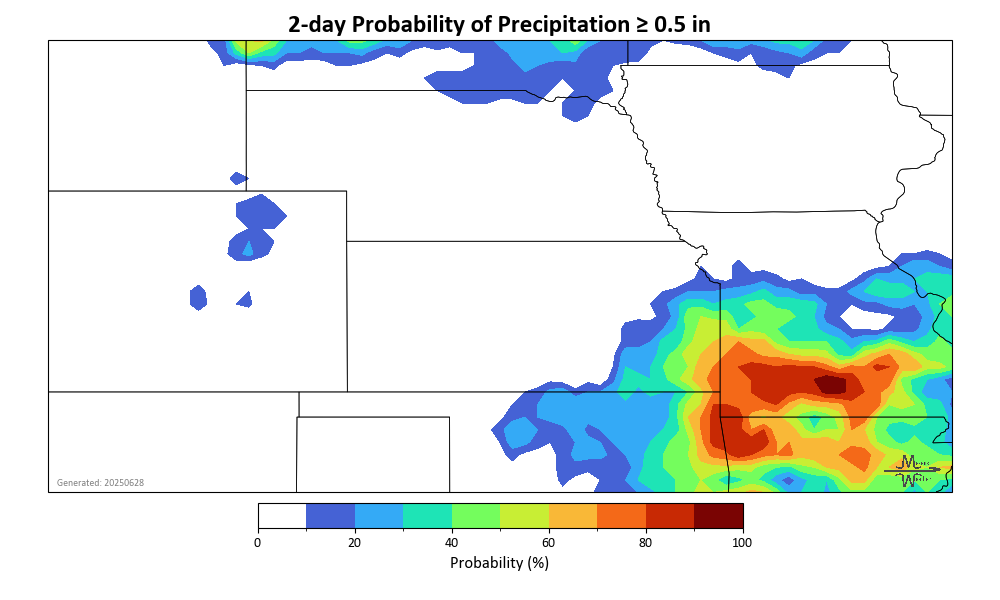 2-day Probability of Precipitation ≥ 0.5 in
Generated: 20250628
0 20 40 60 80 100
Probability (%)